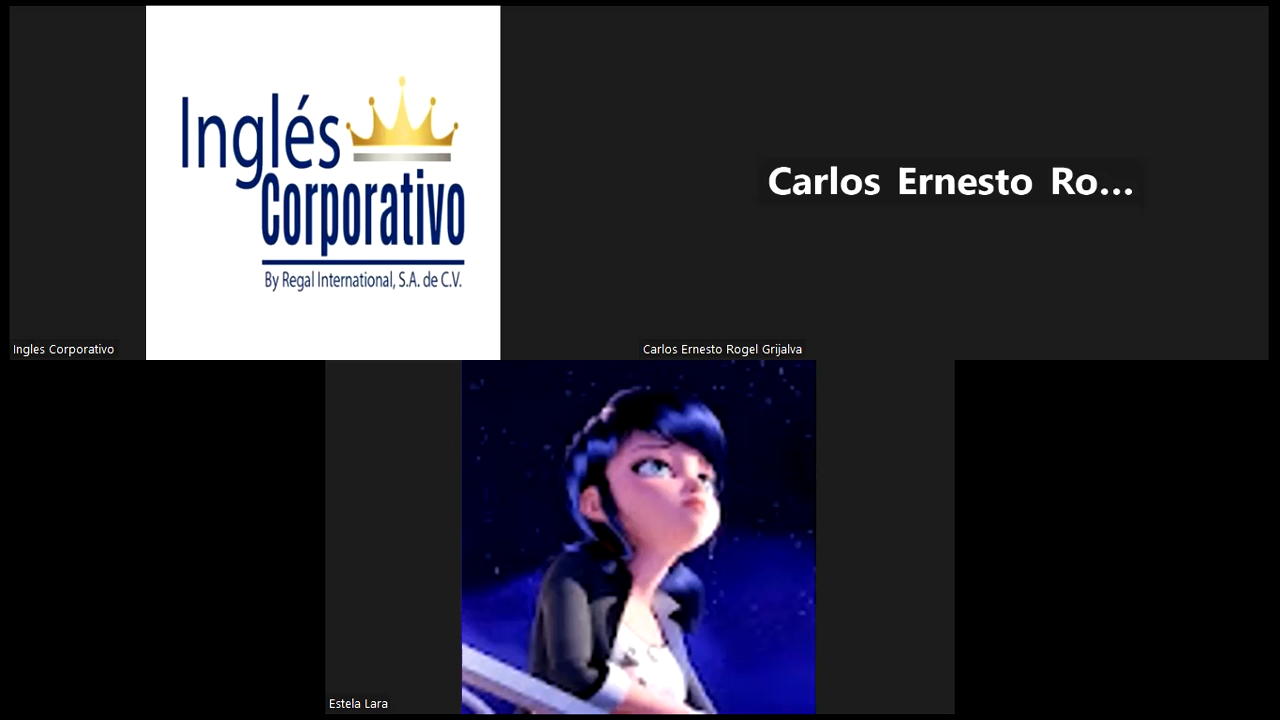 Inglés
Corporativo
By Regal International, S.A. de C.V.
Carlos Ernesto Ro...
Ingles Corporativo
Carlos Ernesto Rogel Grijalva
Estela Lara